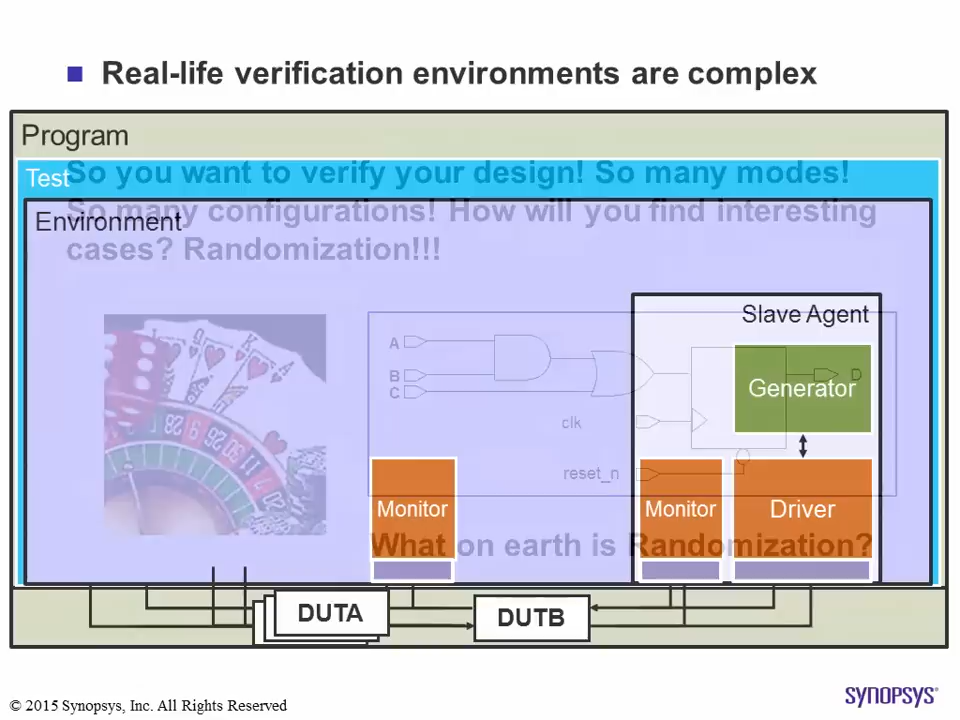 Real-life verification environments are complex
Program
Test
So you want to verify your design! So many modes!
So many configurations! How will you find interesting
cases? Randomization!!!
Environment
Slave Agent
A
B
C
D
clk
reset_n
Generator
Monitor
Monitor
Driver
What on earth is Randomization?
DUTA
DUTB
© 2015 Synopsys, Inc. All Rights Reserved
SYNOPSYS